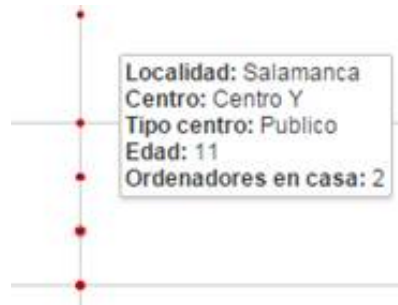 Localidad: Salamanca
Centro: Centro Y
Tipo centro: Publico
Edad: 11
Ordenadores en casa: 2